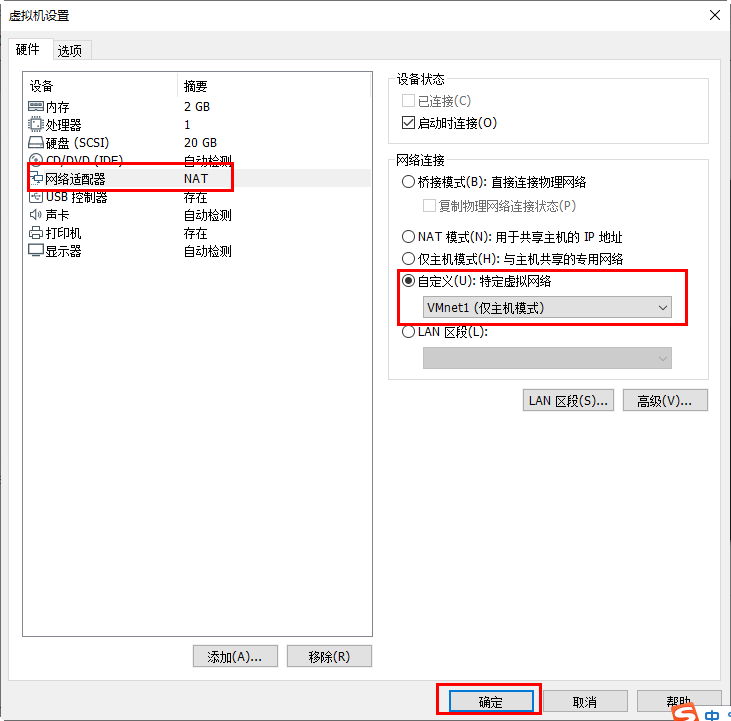 虚拟机设置
硬件 选项
设备 摘要
内存 2 GB
处理器 1
硬盘 (SCSI) 20 GB
CD/DVD (IDE) 自动检测
网络适配器 NAT
USB 控制器 存在
声卡 自动检测
打印机 存在
显示器 自动检测
添加(A)... 移除(R)
设备状态
已连接(C)
启动时连接(O)
网络连接
桥接模式(B): 直接连接物理网络
复制物理网络连接状态(P)
NAT 模式(N): 用于共享主机的 IP 地址
仅主机模式(H): 与主机共享的专用网络
自定义(U): 特定虚拟网络
VMnet1 (仅主机模式)
LAN 区段(L):
LAN 区段(S)... 高级(V)...
确定 取消 帮助
中